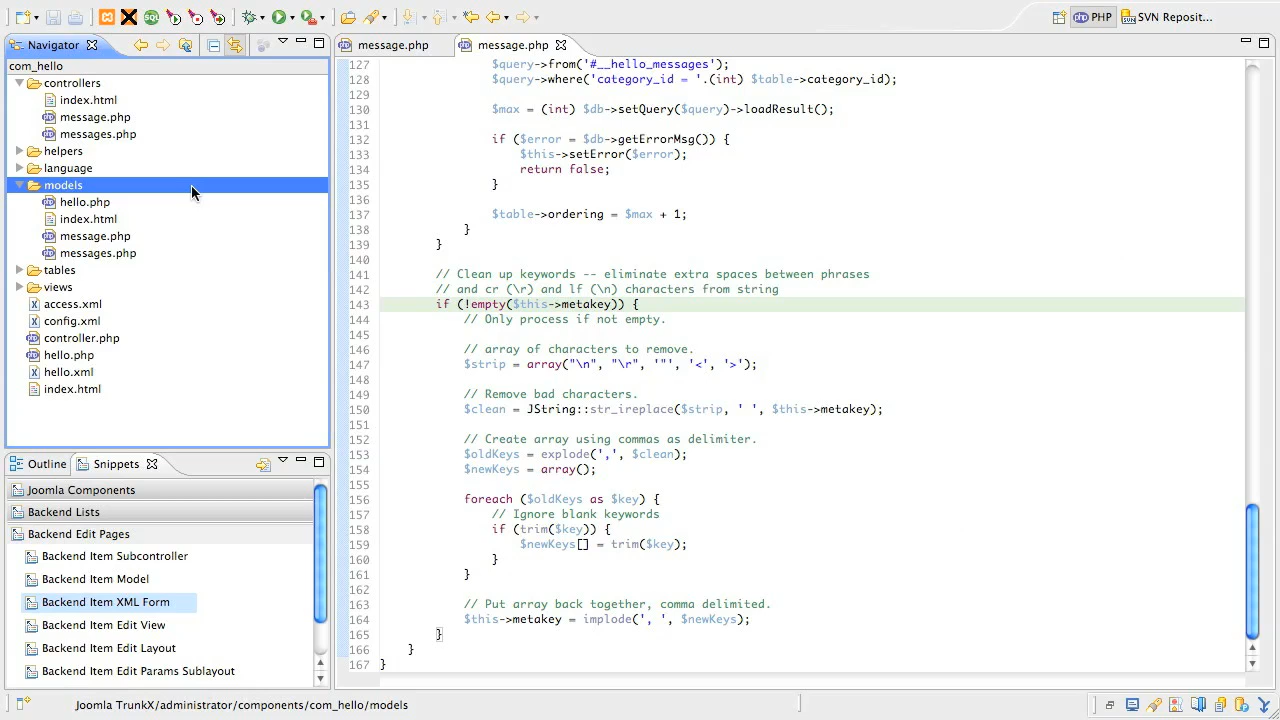 PHP
SVN Reposit...
Navigator
message.php
message.php
com_hello
controllers
index.html
message.php
messages.php
helpers
language
models
hello.php
index.html
message.php
messages.php
tables
views
access.xml
config.xml
controller.php
hello.php
hello.xml
index.html
Outline
Snippets
Joomla Components
Backend Lists
Backend Edit Pages
Backend Item Subcontroller
Backend Item Model
Backend Item XML Form
Backend Item Edit View
Backend Item Edit Layout
Backend Item Edit Params Sublayout
127 $query->from('#__hello_messages');
128 $query->where('category_id = '.(int) $table->category_id);
129
130 $max = (int) $db->setQuery($query)->loadResult();
131
132 if ($error = $db->getErrorMsg()) {
133 $this->setError($error);
134 return false;
135 }
136
137 $table->ordering = $max + 1;
138 }
139 }
140
141 // Clean up keywords -- eliminate extra spaces between phrases
142 // and cr (\r) and lf (\n) characters from string
143 if (!empty($this->metakey)) {
144 // Only process if not empty.
145
146 // array of characters to remove.
147 $strip = array("\n", "\r", '"', '<', '>');
148
149 // Remove bad characters.
150 $clean = JString::str_ireplace($strip, ' ', $this->metakey);
151
152 // Create array using commas as delimiter.
153 $oldKeys = explode(',', $clean);
154 $newKeys = array();
155
156 foreach ($oldKeys as $key) {
157 // Ignore blank keywords
158 if (trim($key)) {
159 $newKeys[] = trim($key);
160 }
161 }
162
163 // Put array back together, comma delimited.
164 $this->metakey = implode(', ', $newKeys);
165 }
166 }
167 }
Joomla TrunkX/administrator/components/com_hello/models